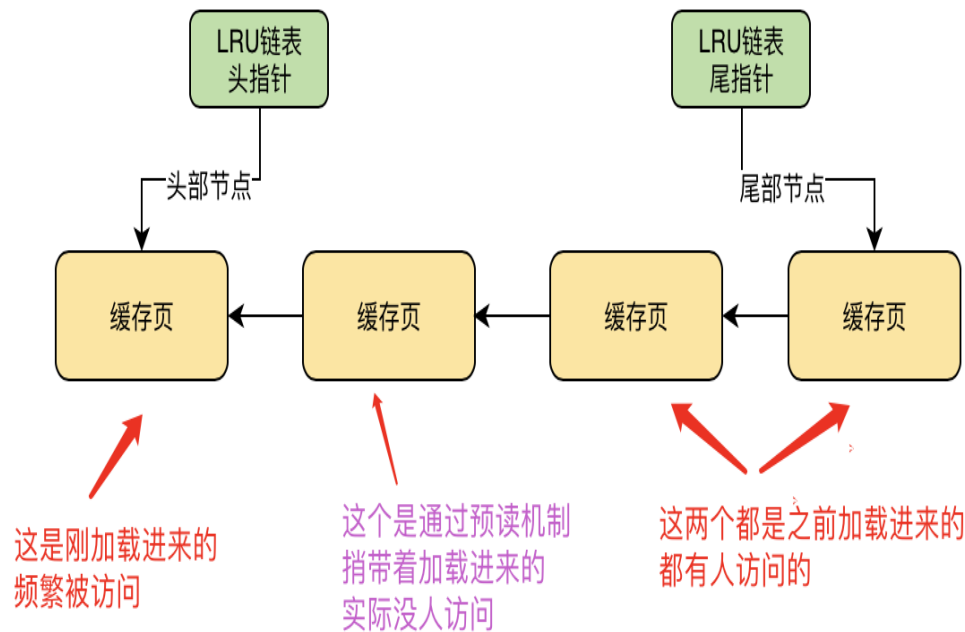 LRU链表
头指针
LRU链表
尾指针
头部节点
尾部节点
缓存页
缓存页
缓存页
缓存页
这是刚加载进来的
频繁被访问
这个是通过预读机制
捎带着加载进来的
实际没人访问
这两个都是之前加载进来的
都有人访问的